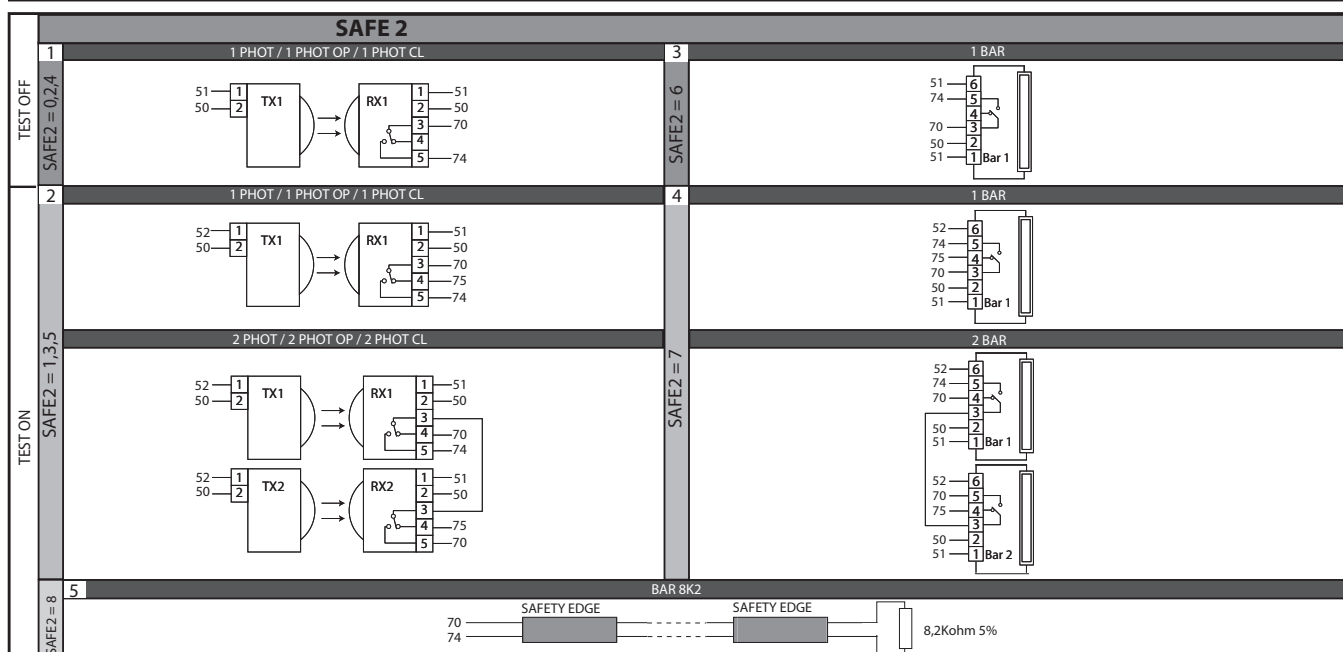 SAFE 2
TEST OFF
SAFE2 = 0,2,4
1
1 PHOT / 1 PHOT OP / 1 PHOT CL
51 1 TX1 RX1 1 51
50 2 2 50
3 70
4
5 74
SAFE2 = 6
3
1 BAR
51 6
74 5
4
70 3
50 2
51 1 Bar 1
TEST ON
SAFE2 = 1,3,5
2
1 PHOT / 1 PHOT OP / 1 PHOT CL
52 1 TX1 RX1 1 51
50 2 2 50
3 70
4 75
5 74
SAFE2 = 7
4
1 BAR
52 6
74 5
75 4
70 3
50 2
51 1 Bar 1
2 PHOT / 2 PHOT OP / 2 PHOT CL
52 1 TX1 RX1 1 51
50 2 2 50
3
4 70
5 74
52 1 TX2 RX2 1 51
50 2 2 50
3
4 75
5 70
2 BAR
52 6
74 5
70 4
3
50 2
51 1 Bar 1
52 6
70 5
75 4
3
50 2
51 1 Bar 2
SAFE2 = 8
5
BAR 8K2
SAFETY EDGE SAFETY EDGE
70
74
8,2Kohm 5%